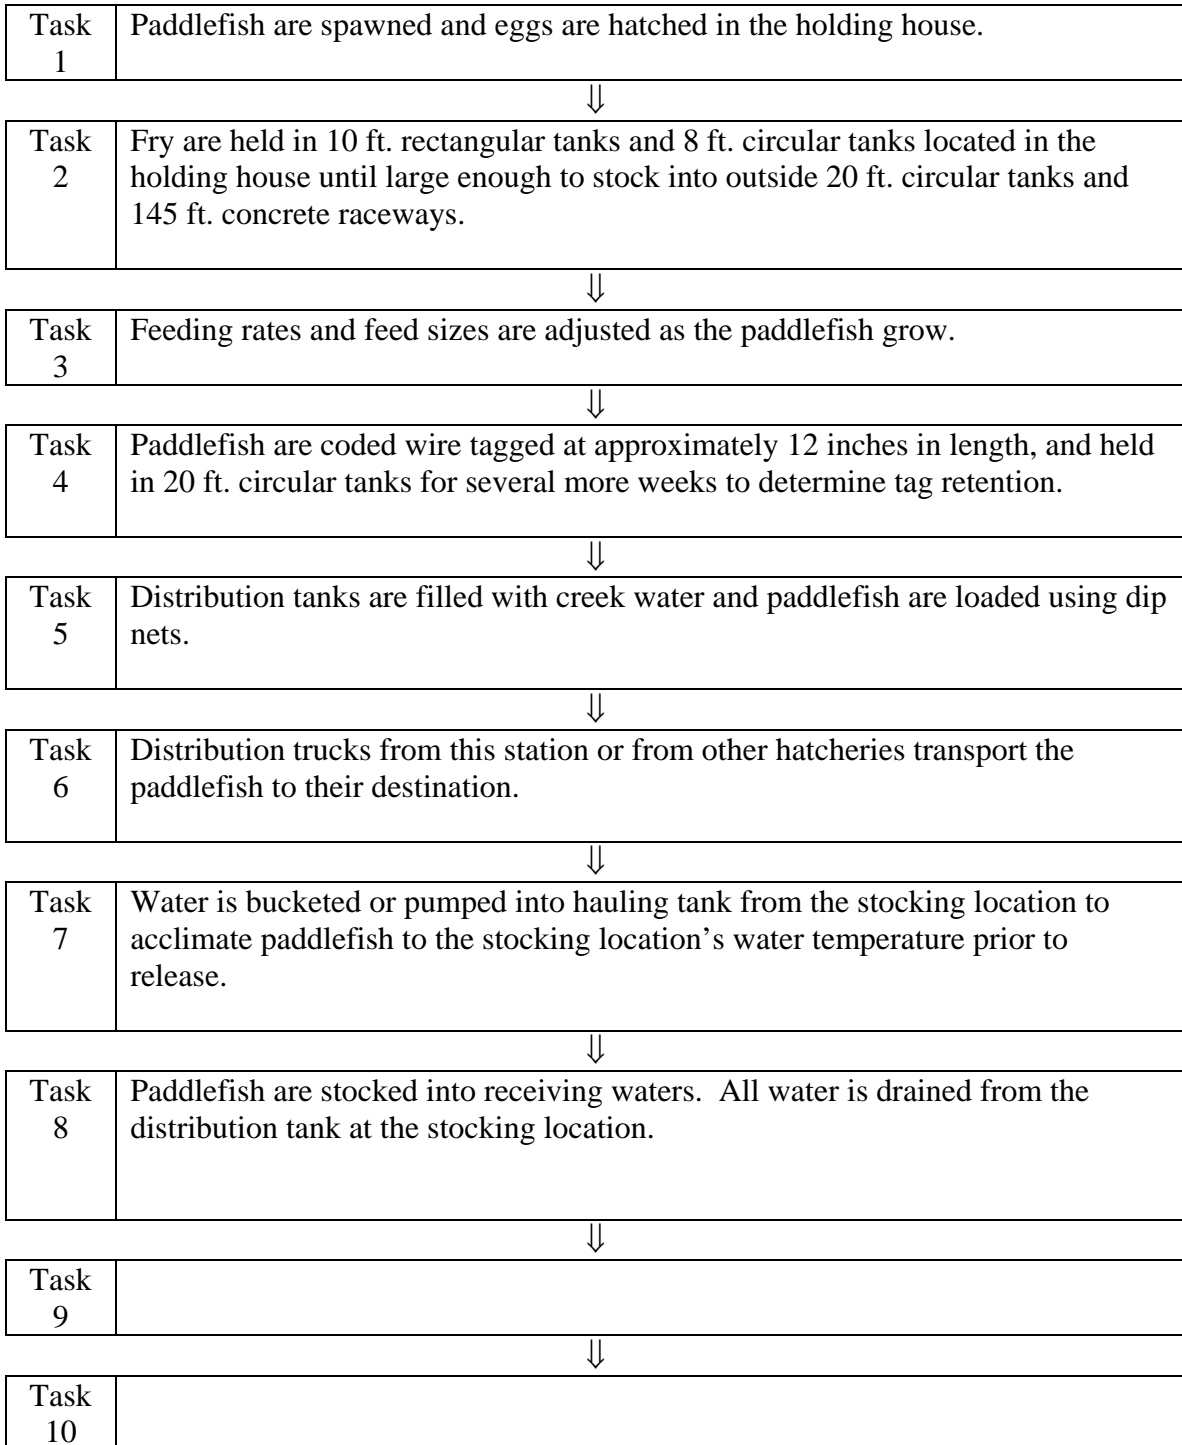 Task Paddlefish are spawned and eggs are hatched in the holding house.
1
⇓
Task Fry are held in 10 ft. rectangular tanks and 8 ft. circular tanks located in the
2 holding house until large enough to stock into outside 20 ft. circular tanks and
145 ft. concrete raceways.
⇓
Task Feeding rates and feed sizes are adjusted as the paddlefish grow.
3
⇓
Task Paddlefish are coded wire tagged at approximately 12 inches in length, and held
4 in 20 ft. circular tanks for several more weeks to determine tag retention.
⇓
Task Distribution tanks are filled with creek water and paddlefish are loaded using dip
5 nets.
⇓
Task Distribution trucks from this station or from other hatcheries transport the
6 paddlefish to their destination.
⇓
Task Water is bucketed or pumped into hauling tank from the stocking location to
7 acclimate paddlefish to the stocking location’s water temperature prior to
release.
⇓
Task Paddlefish are stocked into receiving waters.  All water is drained from the
8 distribution tank at the stocking location.
⇓
Task
9
⇓
Task
10